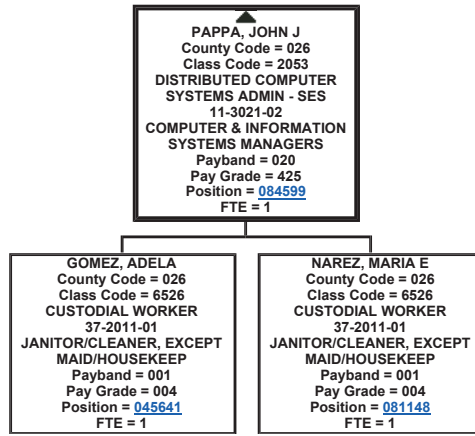 PAPPA, JOHN J
County Code = 026
Class Code = 2053
DISTRIBUTED COMPUTER
SYSTEMS ADMIN - SES
11-3021-02
COMPUTER & INFORMATION
SYSTEMS MANAGERS
Payband = 020
Pay Grade = 425
Position = 084599
FTE = 1
GOMEZ, ADELA
County Code = 026
Class Code = 6526
CUSTODIAL WORKER
37-2011-01
JANITOR/CLEANER, EXCEPT
MAID/HOUSEKEEP
Payband = 001
Pay Grade = 004
Position = 045641
FTE = 1
NAREZ, MARIA E
County Code = 026
Class Code = 6526
CUSTODIAL WORKER
37-2011-01
JANITOR/CLEANER, EXCEPT
MAID/HOUSEKEEP
Payband = 001
Pay Grade = 004
Position = 081148
FTE = 1